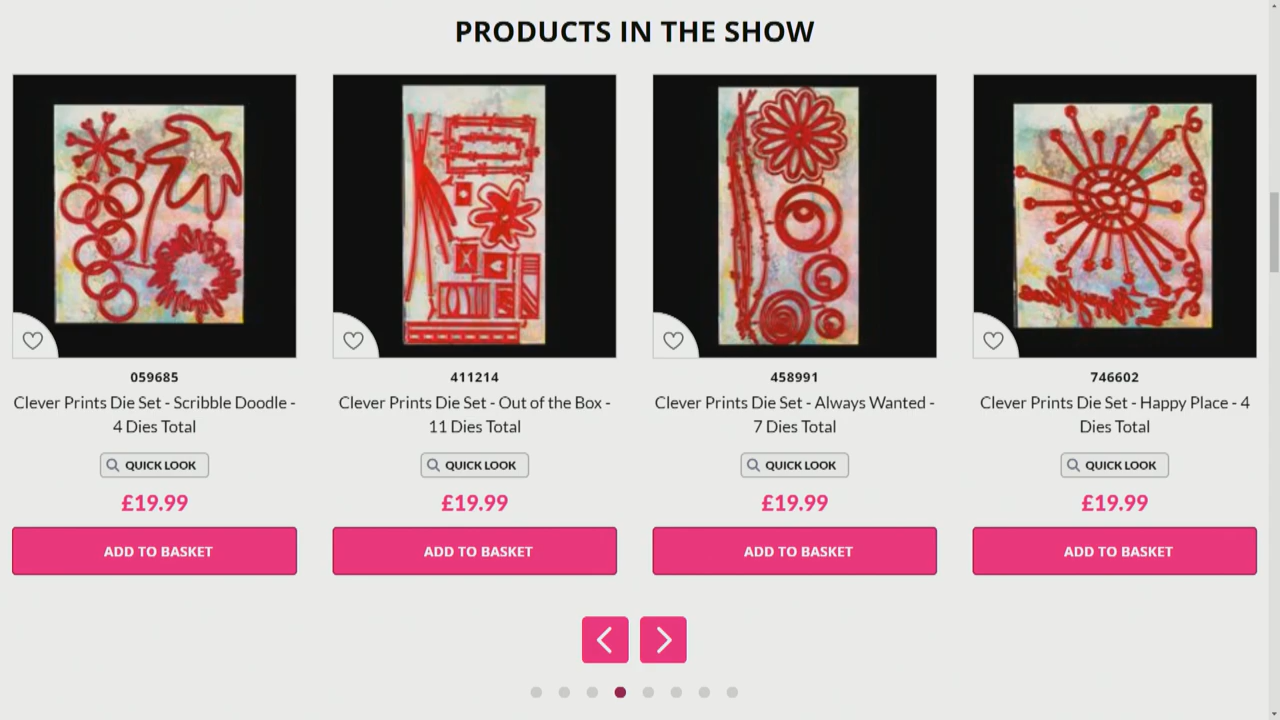 PRODUCTS IN THE SHOW
059685
Clever Prints Die Set - Scribble Doodle -
4 Dies Total
QUICK LOOK
£19.99
ADD TO BASKET
411214
Clever Prints Die Set - Out of the Box -
11 Dies Total
QUICK LOOK
£19.99
ADD TO BASKET
458991
Clever Prints Die Set - Always Wanted -
7 Dies Total
QUICK LOOK
£19.99
ADD TO BASKET
746602
Clever Prints Die Set - Happy Place - 4
Dies Total
QUICK LOOK
£19.99
ADD TO BASKET